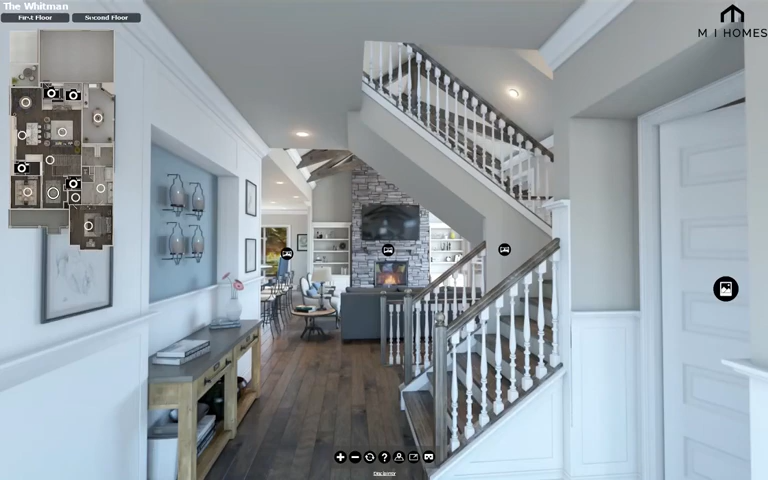 The Whitman
First Floor
Second Floor
M I HOMES
Disclaimer